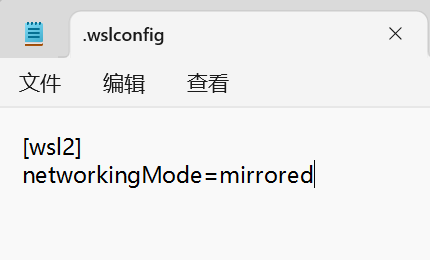 .wslconfig
文件 编辑 查看
[wsl2]
networkingMode=mirrored